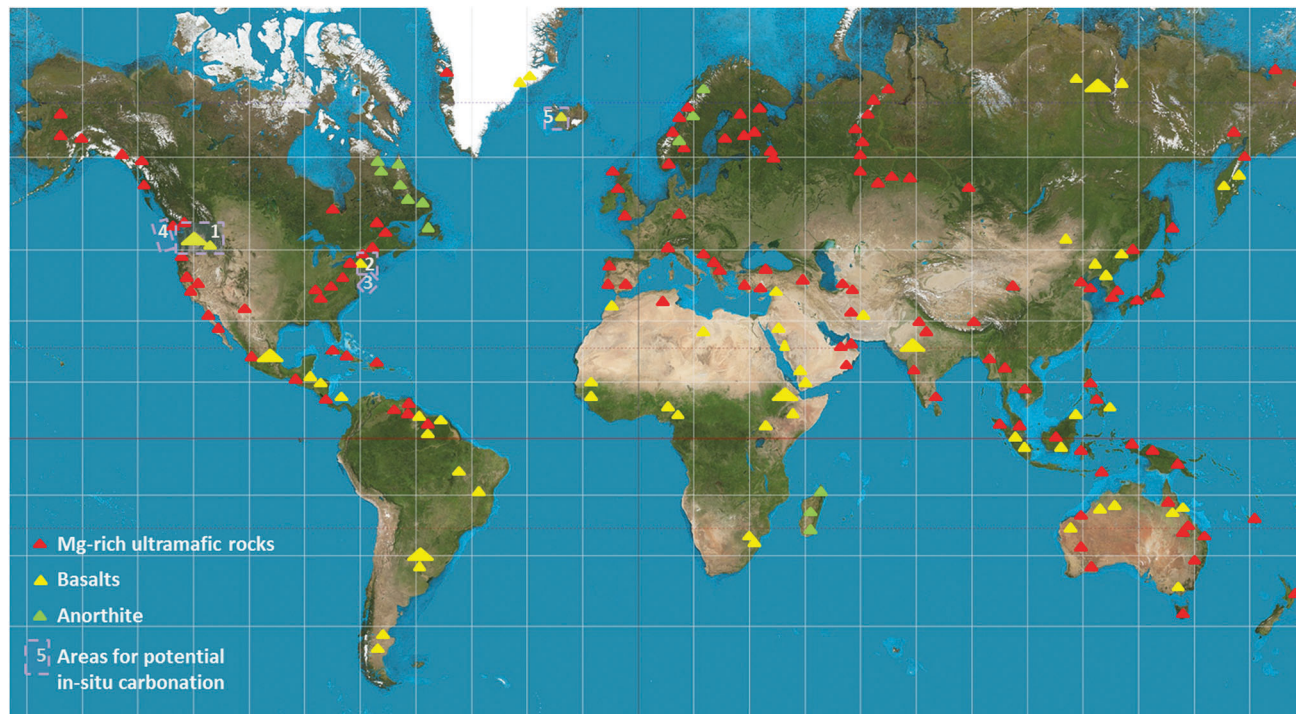 5
4
1
2
3
Mg-rich ultramafic rocks
Basalts
Anorthite
5 Areas for potential
in-situ carbonation